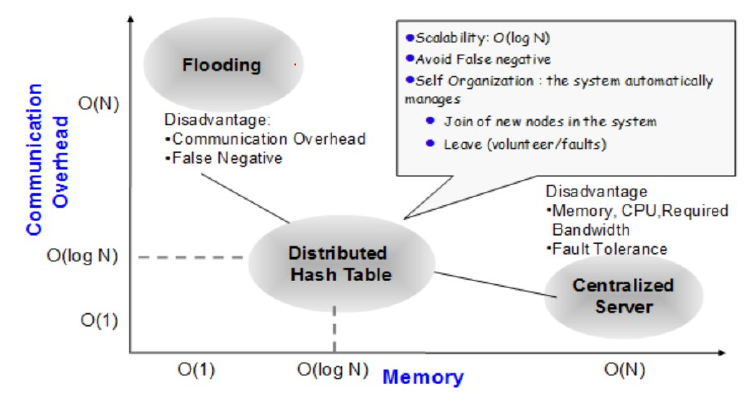 Flooding
Disadvantage:
•Communication Overhead
•False Negative
●Scalability: O(log N)
●Avoid False negative
●Self Organization : the system automatically
manages
● Join of new nodes in the system
● Leave (volunteer/faults)
Disadvantage
•Memory, CPU,Required
Bandwidth
•Fault Tolerance
Distributed
Hash Table
Centralized
Server
Communication
Overhead
O(N)
O(log N)
O(1)
O(1)
O(log N)
Memory
O(N)